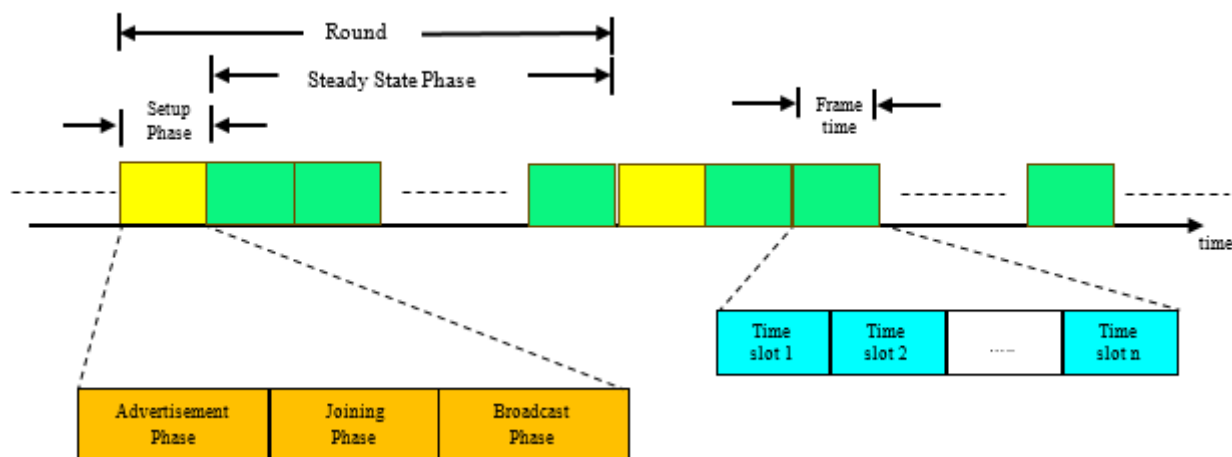 Round
Steady State Phase
Setup
Phase
Frame
time
time
Time
slot 1
Time
slot 2
.....
Time
slot n
Advertisement
Phase
Joining
Phase
Broadcast
Phase